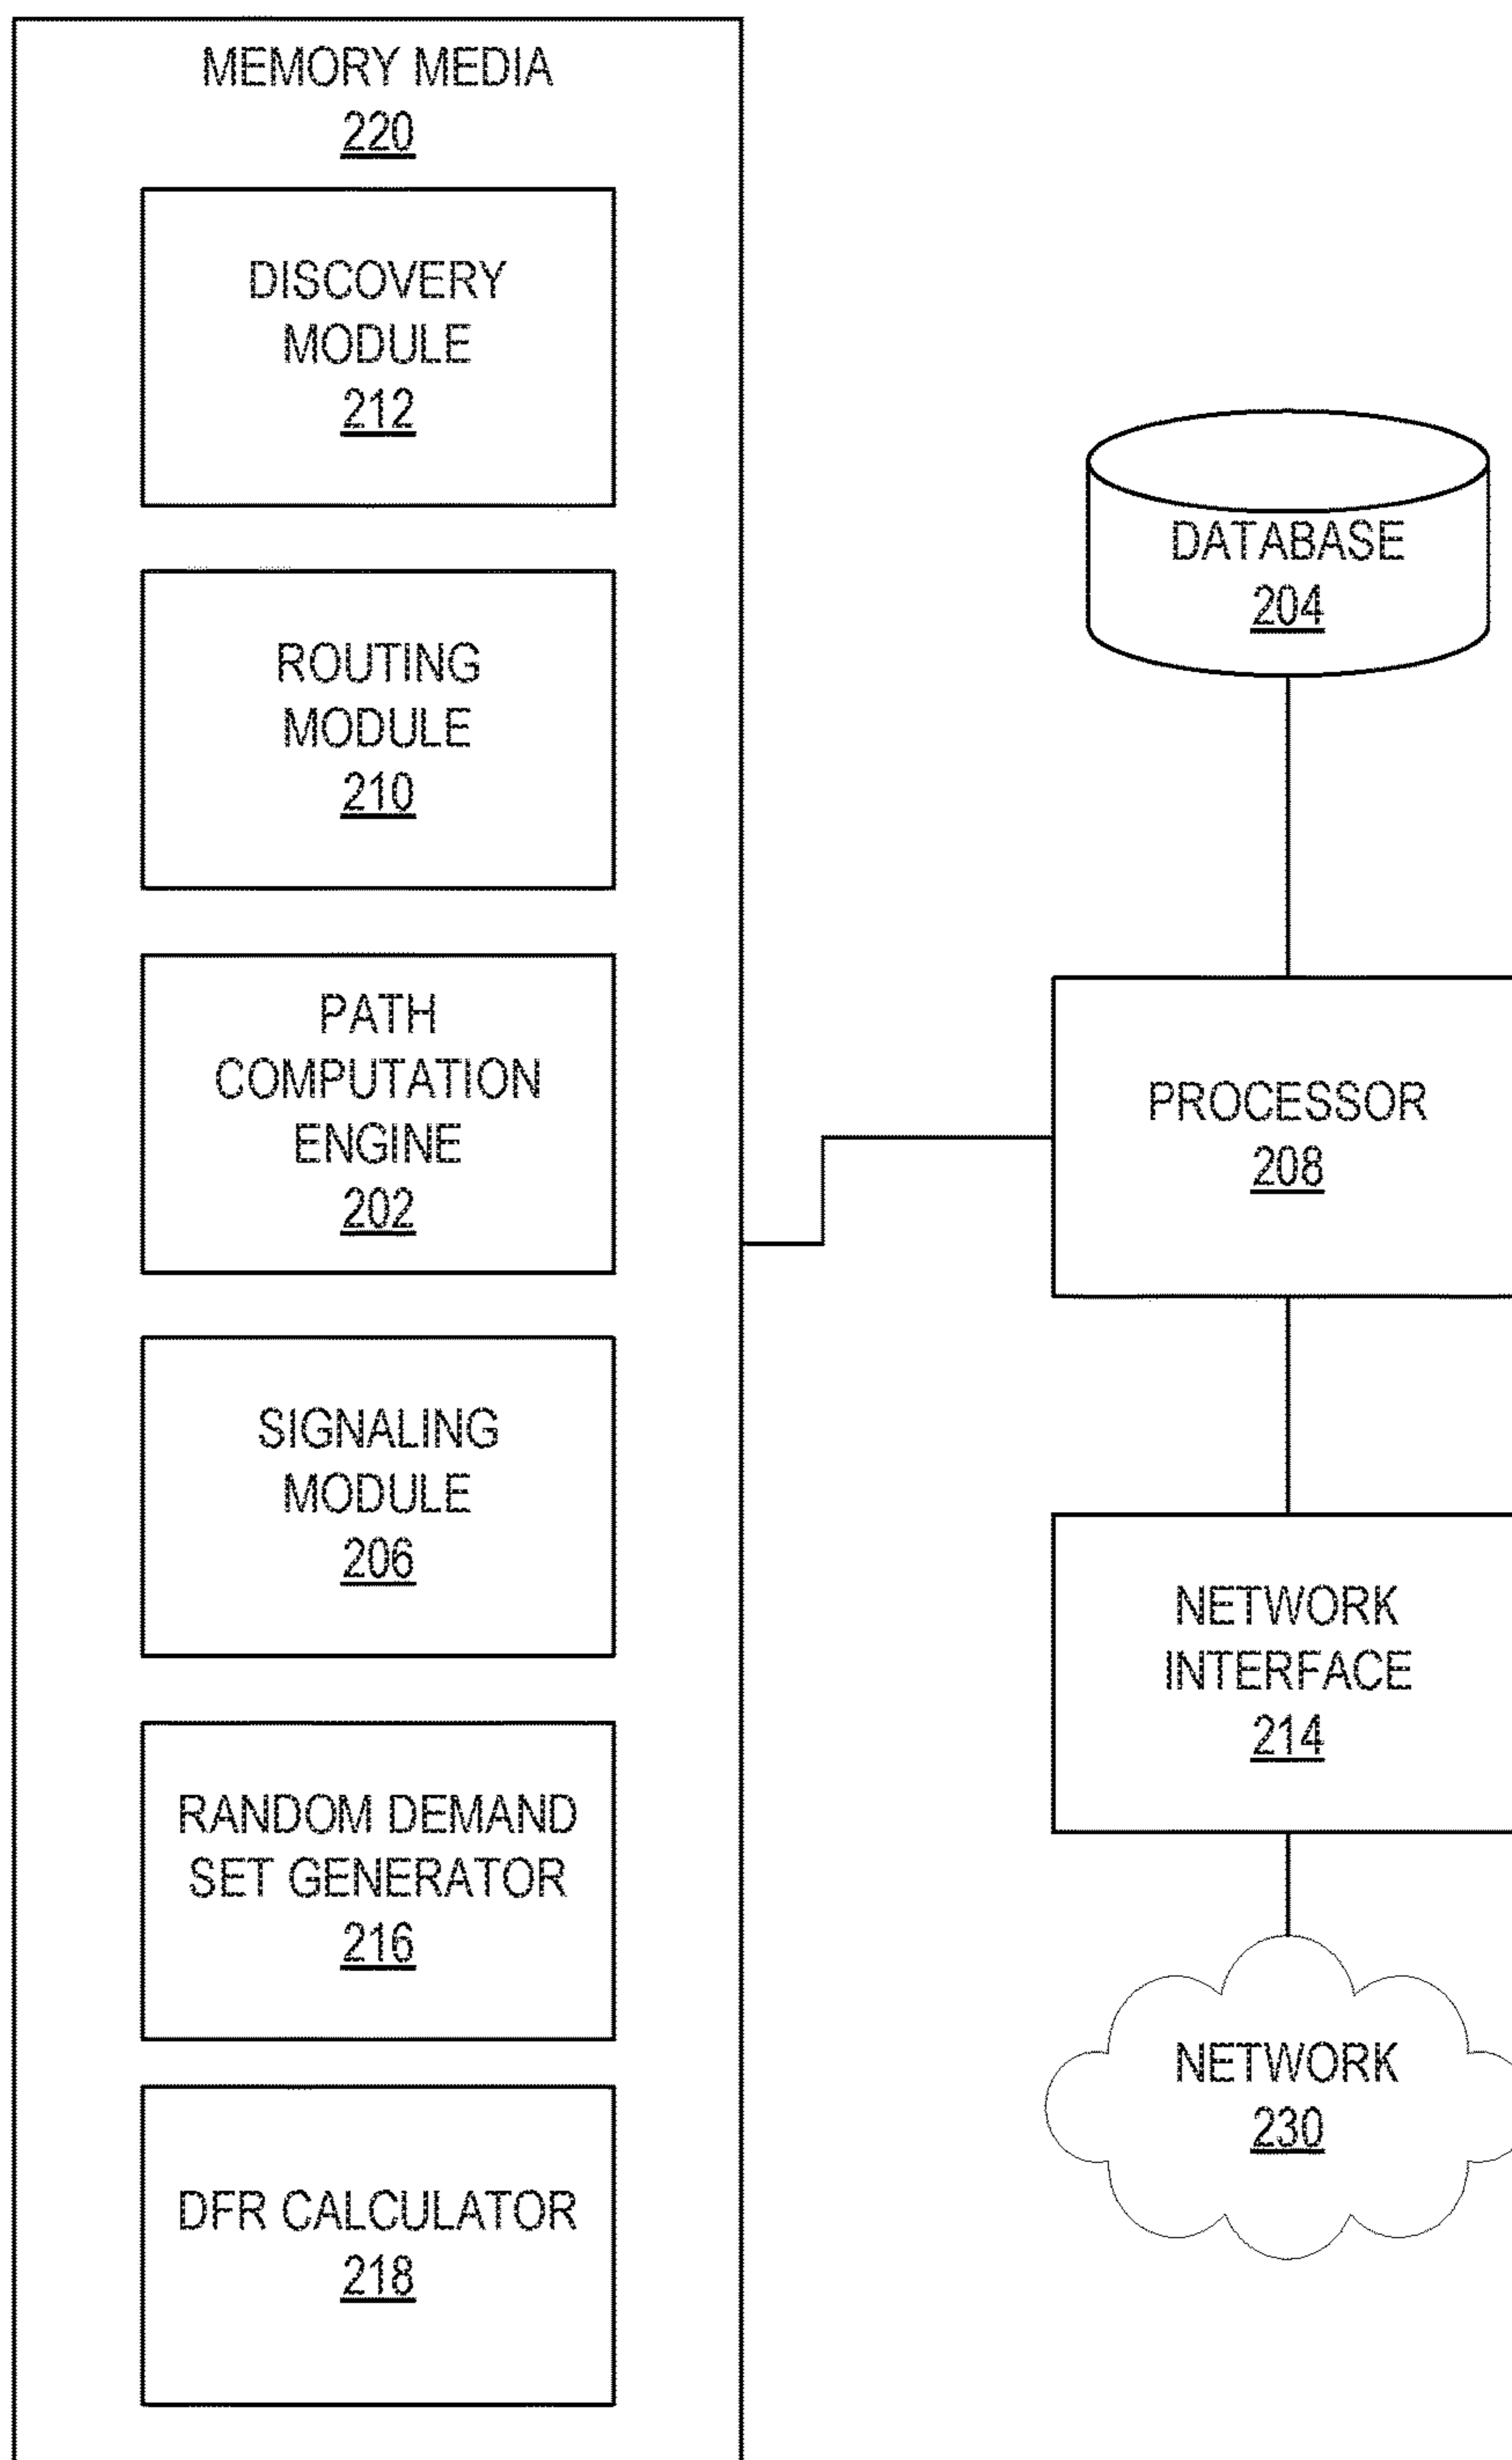 MEMORY MEDIA
220
DISCOVERY
MODULE
212
ROUTING
MODULE
210
PATH
COMPUTATION
ENGINE
202
SIGNALING
MODULE
206
RANDOM DEMAND
SET GENERATOR
216
DFR CALCULATOR
218
DATABASE
204
PROCESSOR
208
NETWORK
INTERFACE
214
NETWORK
230